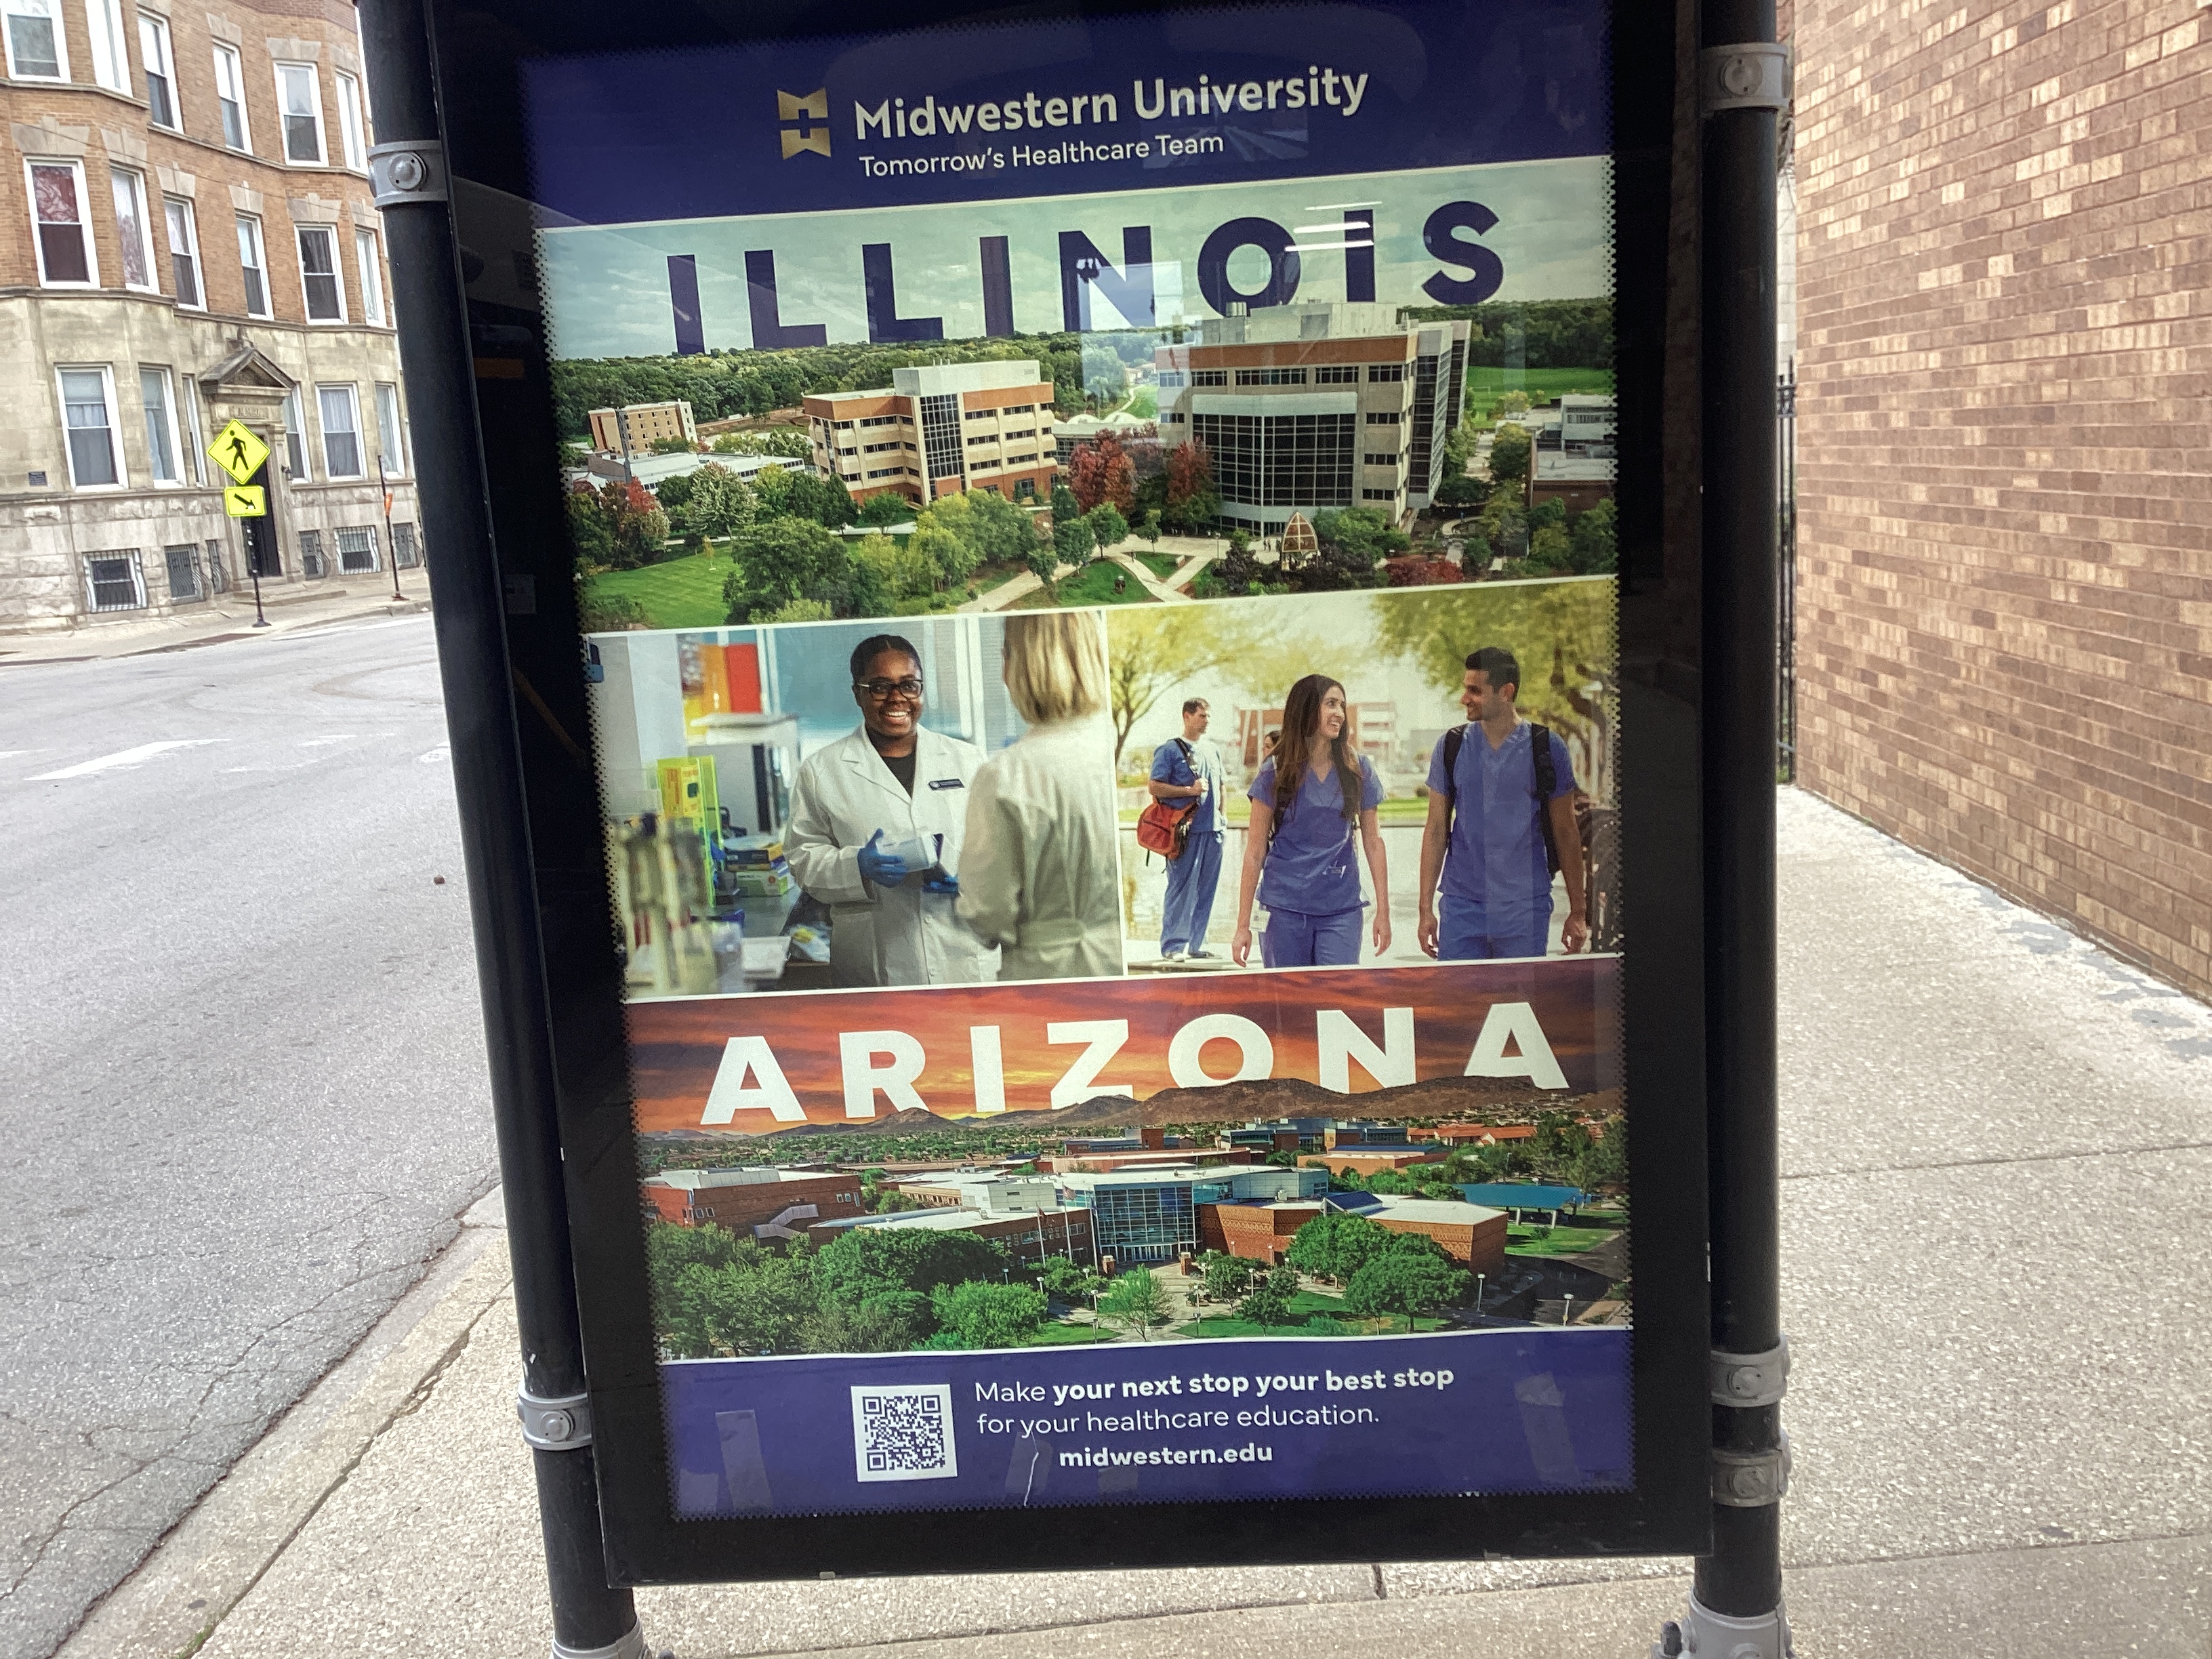 Midwestern University
Tomorrow's Healthcare Team
ILLINOIS
ARIZONA
Make your next stop your best stop
for your healthcare education.
midwestern.edu